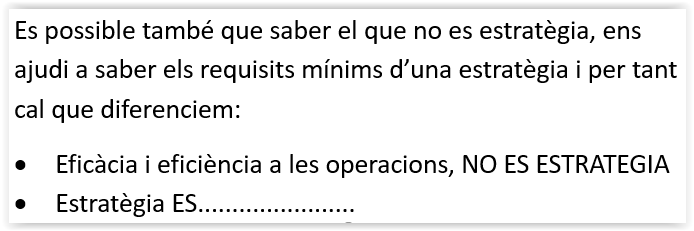 Es possible també que saber el que no es estratègia, ens
ajudi a saber els requisits mínims d’una estratègia i per tant
cal que diferenciem:
• Eficàcia i eficiència a les operacions, NO ES ESTRATEGIA
• Estratègia ES.......................